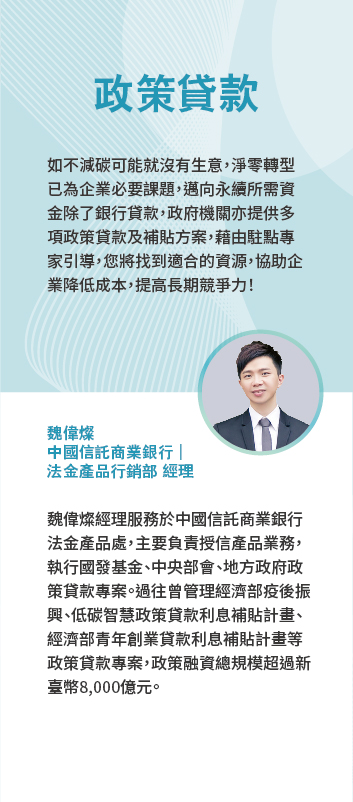 政策貸款
如不減碳可能就沒有生意，淨零轉型
已為企業必要課題，邁向永續所需資
金除了銀行貸款，政府機關亦提供多
項政策貸款及補貼方案，藉由駐點專
家引導，您將找到適合的資源，協助企
業降低成本，提高長期競爭力！
魏偉燦
中國信託商業銀行｜
法金產品行銷部 經理
魏偉燦經理服務於中國信託商業銀行
法金產品處，主要負責授信產品業務，
執行國發基金、中央部會、地方政府政
策貸款專案。過往曾管理經濟部疫後振
興、低碳智慧政策貸款利息補貼計畫、
經濟部青年創業貸款利息補貼計畫等
政策貸款專案，政策融資總規模超過新
臺幣8,000億元。